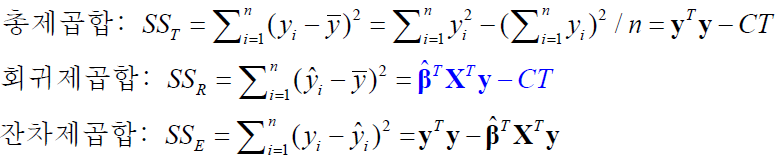 총제곱합: SS_T = ∑_{i=1}^{n} (y_i − ȳ)² = ∑_{i=1}^{n} y_i² − (∑_{i=1}^{n} y_i)² / n = 𝐲ᵀ𝐲 − CT
회귀제곱합: SS_R = ∑_{i=1}^{n} (ŷ_i − ȳ)² = 𝛃̂ᵀ𝐗ᵀ𝐲 − CT
잔차제곱합: SS_E = ∑_{i=1}^{n} (y_i − ŷ_i)² = 𝐲ᵀ𝐲 − 𝛃̂ᵀ𝐗ᵀ𝐲